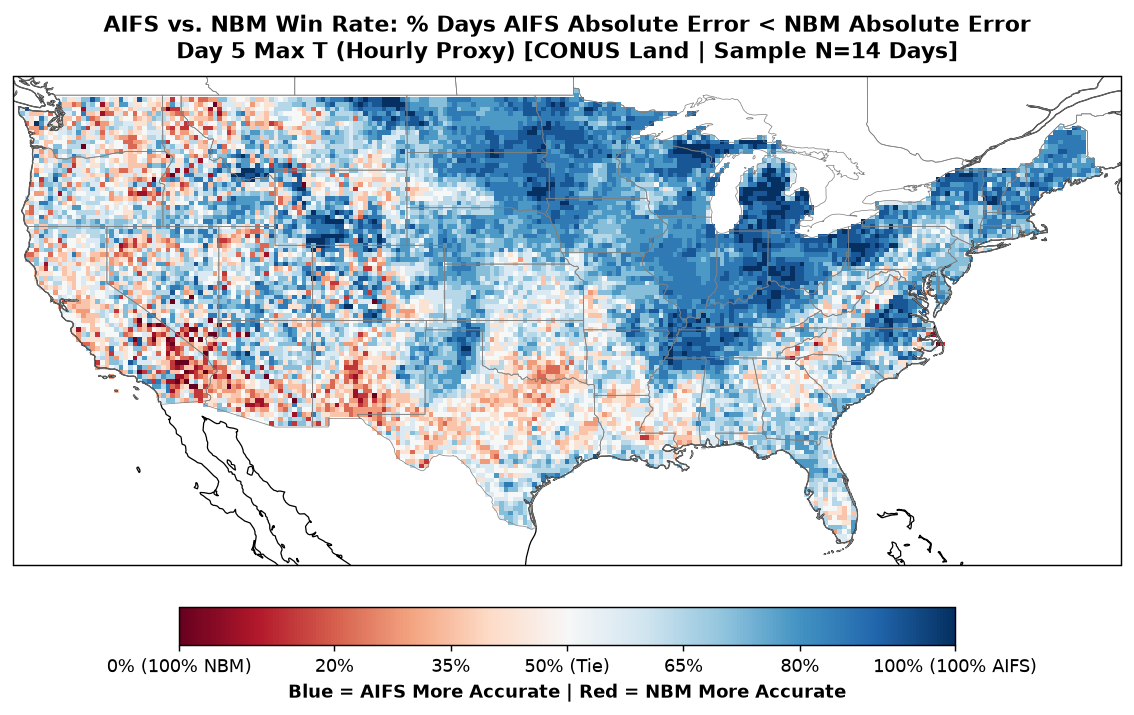 AIFS vs. NBM Win Rate: % Days AIFS Absolute Error < NBM Absolute Error
Day 5 Max T (Hourly Proxy) [CONUS Land | Sample N=14 Days]
0% (100% NBM) 20% 35% 50% (Tie) 65% 80% 100% (100% AIFS)
Blue = AIFS More Accurate | Red = NBM More Accurate